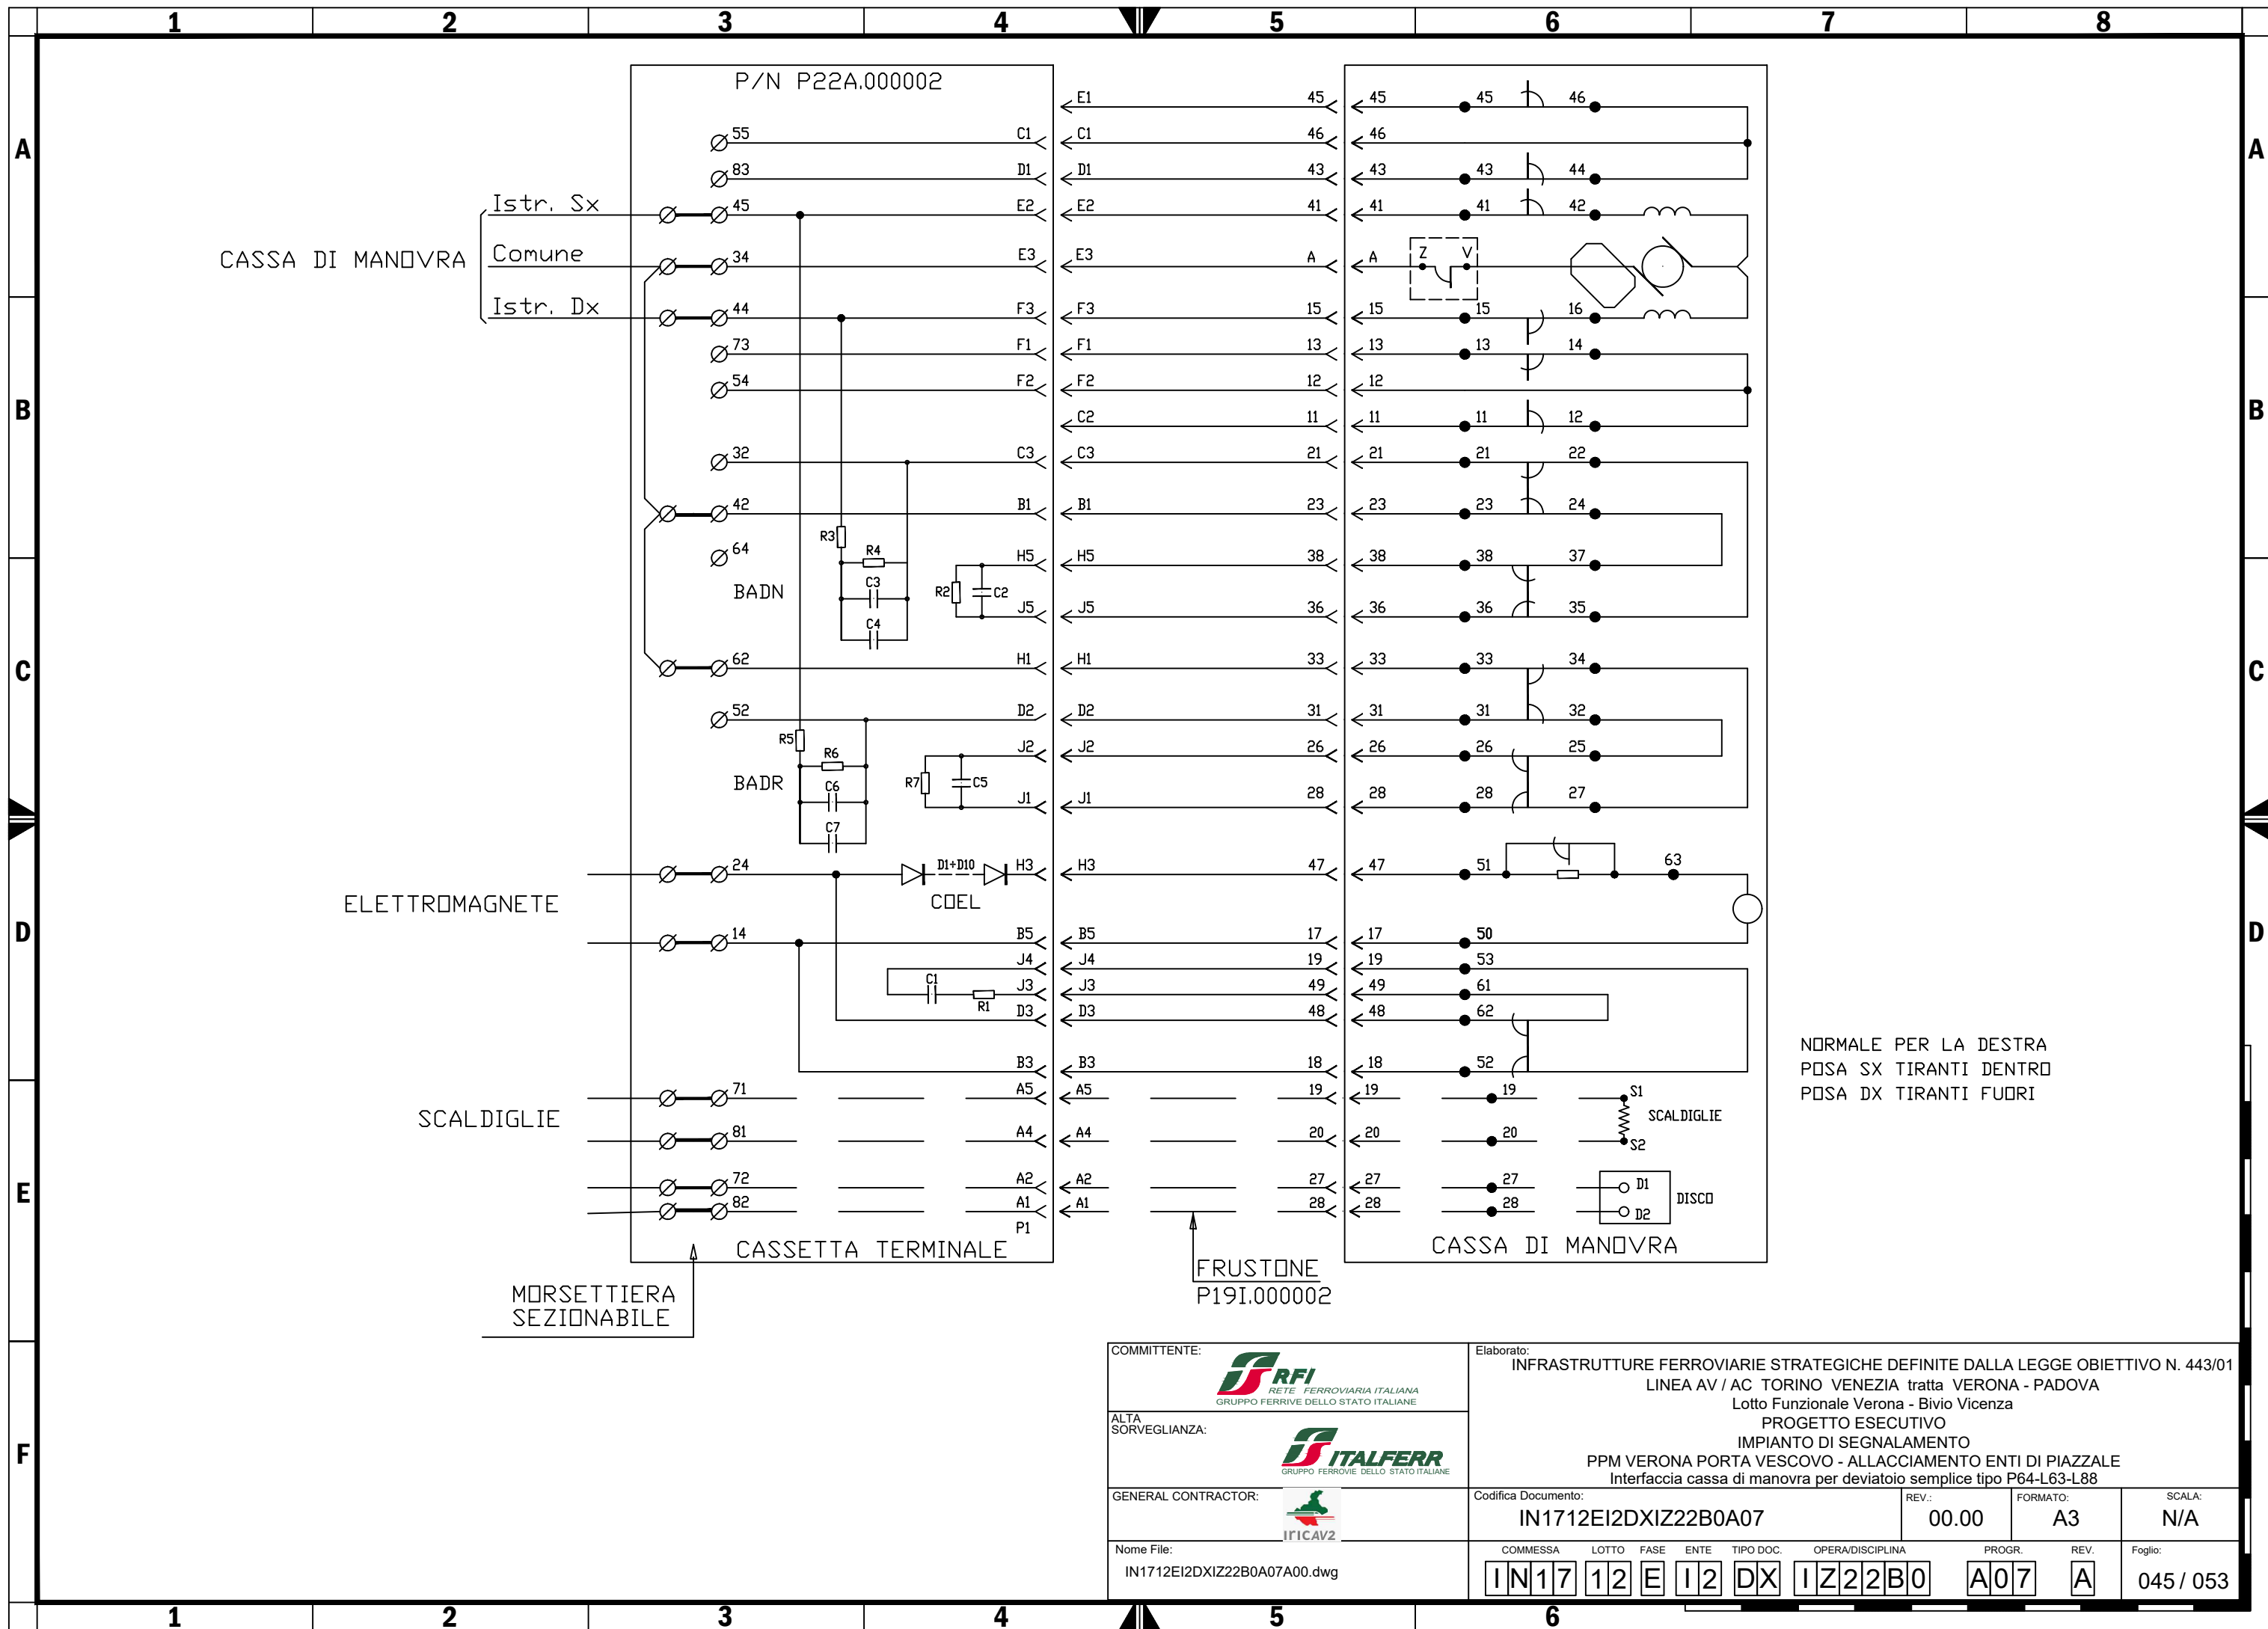 1 2 3 4 5 6 7 8
P/N P22A.000002
E1 45 45 45 46
A A
55 C1 C1 46 46
83 D1 D1 43 43 43 44
Istr. Sx 45 E2 E2 41 41 41 42
CASSA DI MANOVRA Comune 34 E3 E3 A A Z V
Istr. Dx 44 F3 F3 15 15 15 16
73 F1 F1 13 13 13 14
54 F2 F2 12 12
B B
C2 11 11 11 12
32 C3 C3 21 21 21 22
42 B1 B1 23 23 23 24
R3 R4
64 H5 H5 38 38 38 37
BADN C3 R2 C2
J5 J5 36 36 36 35
C4
62 H1 H1 33 33 33 34
C C
52 D2 D2 31 31 31 32
R5 R6 J2 J2 26 26 26 25
BADR C6 R7 C5
J1 J1 28 28 28 27
C7
24 D1÷D10 H3 H3 47 47 51 63
COEL
ELETTROMAGNETE
D D
14 B5 B5 17 17 50
J4 J4 19 19 53
C1 R1 J3 J3 49 49 61
D3 D3 48 48 62
NORMALE PER LA DESTRA
POSA SX TIRANTI DENTRO
POSA DX TIRANTI FUORI
B3 B3 18 18 52
71 A5 A5 19 19 19 S1
SCALDIGLIE SCALDIGLIE
81 A4 A4 20 20 20 S2
E E
72 A2 A2 27 27 27 D1
DISCO
82 A1 A1 28 28 28 D2
P1
CASSETTA TERMINALE CASSA DI MANOVRA
MORSETTIERA
SEZIONABILE
FRUSTONE
P19I.000002
F
COMMITTENTE:
RFI
RETE FERROVIARIA ITALIANA
GRUPPO FERRIVE DELLO STATO ITALIANE
ALTA
SORVEGLIANZA:
ITALFERR
GRUPPO FERROVIE DELLO STATO ITALIANE
GENERAL CONTRACTOR:
IrICAV2
Nome File:
IN1712EI2DXIZ22B0A07A00.dwg
Elaborato:
INFRASTRUTTURE FERROVIARIE STRATEGICHE DEFINITE DALLA LEGGE OBIETTIVO N. 443/01
LINEA AV / AC TORINO VENEZIA tratta VERONA - PADOVA
Lotto Funzionale Verona - Bivio Vicenza
PROGETTO ESECUTIVO
IMPIANTO DI SEGNALAMENTO
PPM VERONA PORTA VESCOVO - ALLACCIAMENTO ENTI DI PIAZZALE
Interfaccia cassa di manovra per deviatoio semplice tipo P64-L63-L88
Codifica Documento: REV.: FORMATO: SCALA:
IN1712EI2DXIZ22B0A07 00.00 A3 N/A
COMMESSA LOTTO FASE ENTE TIPO DOC. OPERA/DISCIPLINA PROGR. REV. Foglio:
IN17 12 E I2 DX IZ22B0 A07 A 045 / 053
1 2 3 4 5 6